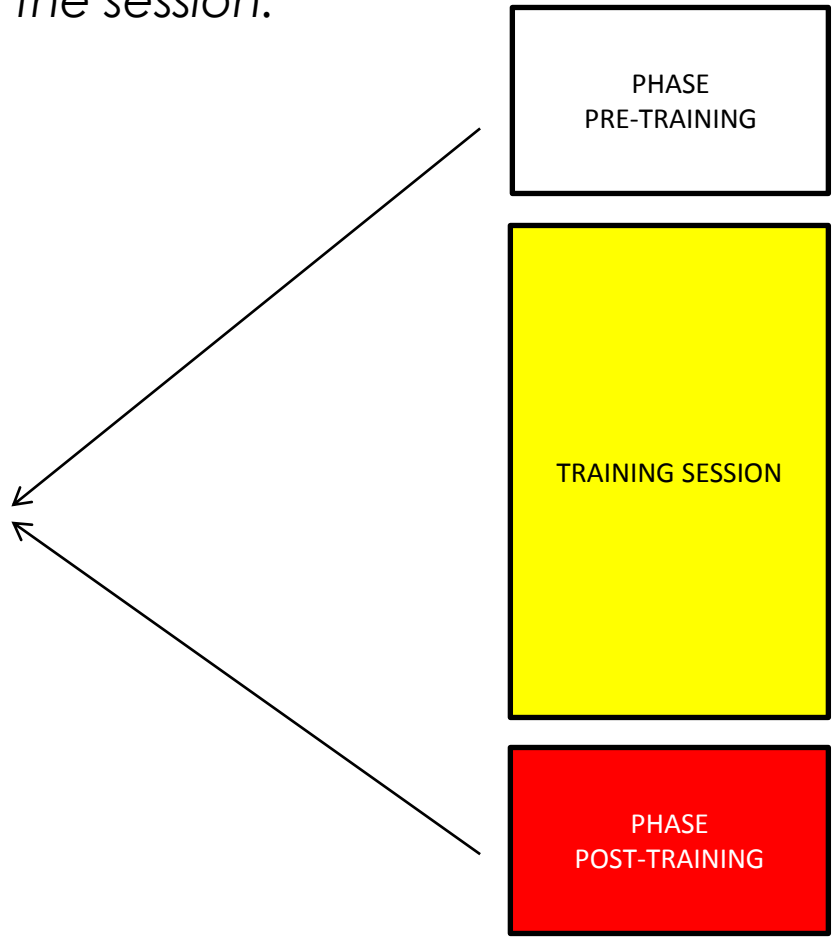 the session.
PHASE
PRE-TRAINING
TRAINING SESSION
PHASE
POST-TRAINING